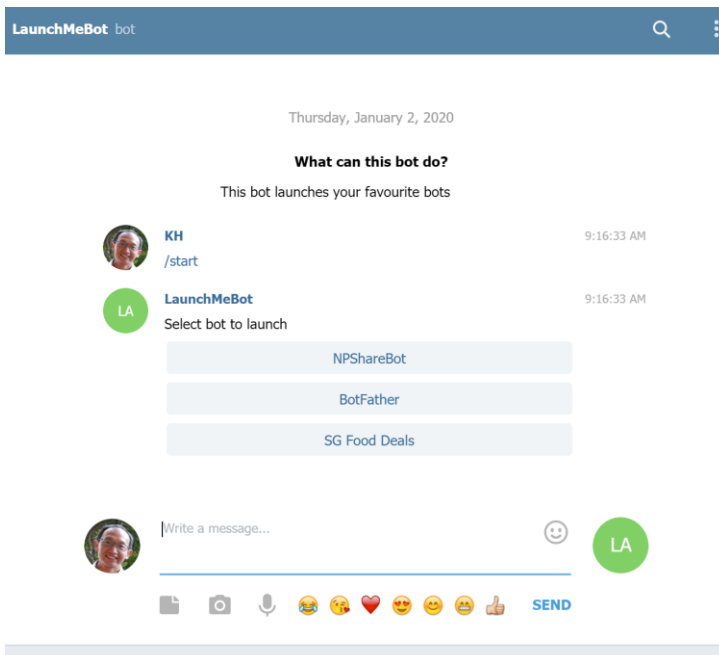 LaunchMeBot bot
Thursday, January 2, 2020
What can this bot do?
This bot launches your favourite bots
KH 9:16:33 AM
/start
LA
LaunchMeBot 9:16:33 AM
Select bot to launch
NPShareBot
BotFather
SG Food Deals
Write a message...
LA
SEND